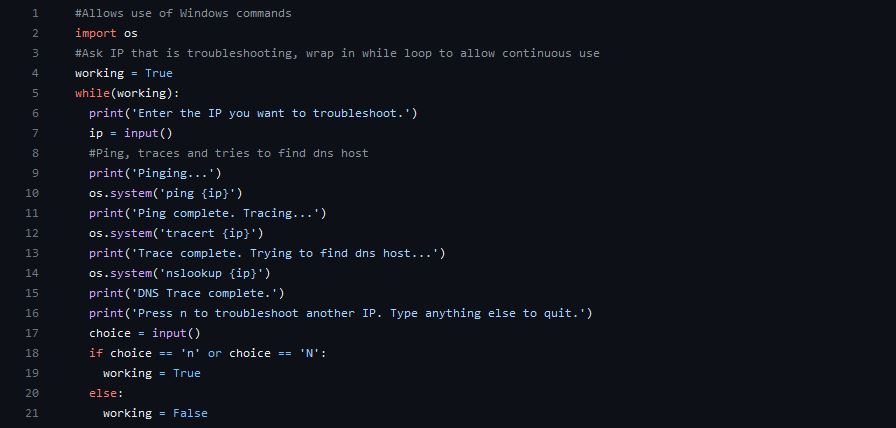 1 #Allows use of Windows commands
2 import os
3 #Ask IP that is troubleshooting, wrap in while loop to allow continuous use
4 working = True
5 while(working):
6   print('Enter the IP you want to troubleshoot.')
7   ip = input()
8   #Ping, traces and tries to find dns host
9   print('Pinging...')
10   os.system('ping {ip}')
11   print('Ping complete. Tracing...')
12   os.system('tracert {ip}')
13   print('Trace complete. Trying to find dns host...')
14   os.system('nslookup {ip}')
15   print('DNS Trace complete.')
16   print('Press n to troubleshoot another IP. Type anything else to quit.')
17   choice = input()
18   if choice == 'n' or choice == 'N':
19     working = True
20   else:
21     working = False